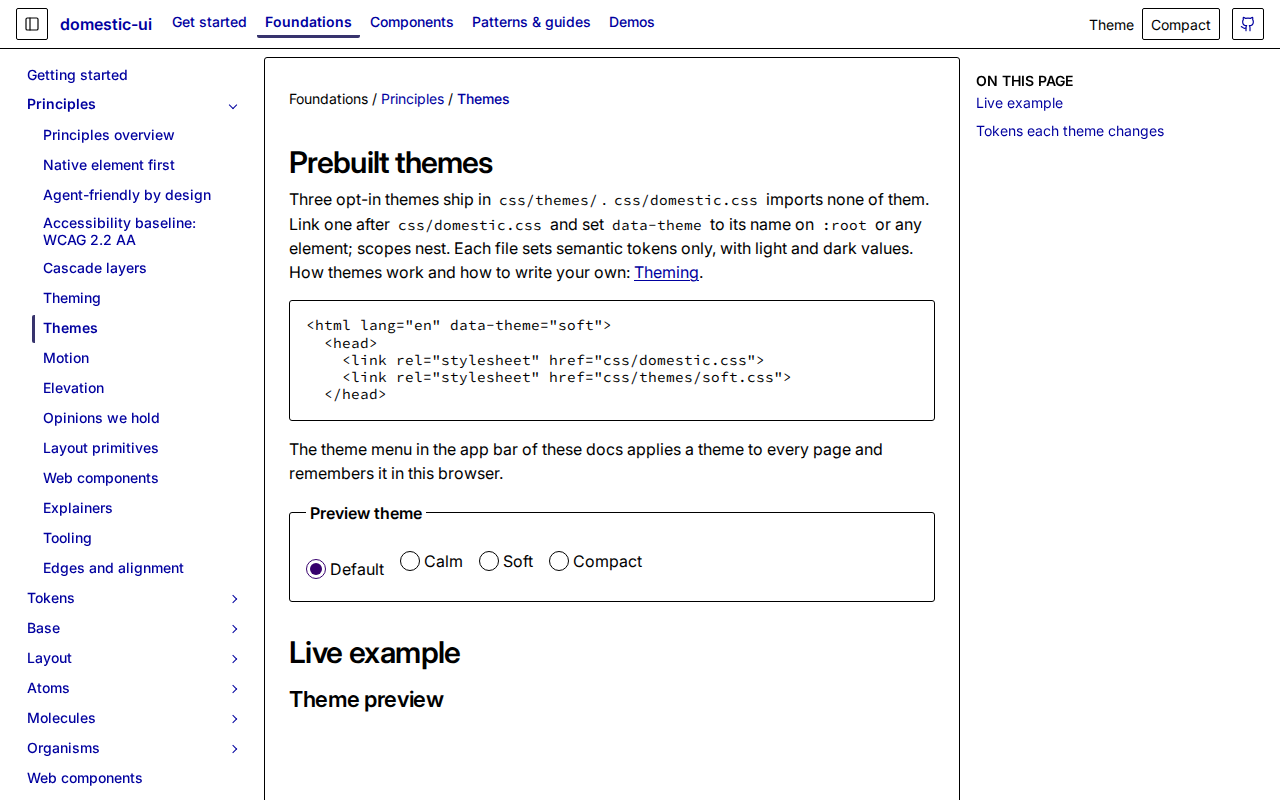 domestic-ui
Get started
Foundations
Components
Patterns & guides
Demos
Theme
Compact
Getting started
Principles
Principles overview
Native element first
Agent-friendly by design
Accessibility baseline:
WCAG 2.2 AA
Cascade layers
Theming
Themes
Motion
Elevation
Opinions we hold
Layout primitives
Web components
Explainers
Tooling
Edges and alignment
Tokens
Base
Layout
Atoms
Molecules
Organisms
Web components
Foundations / Principles / Themes
Prebuilt themes
Three opt-in themes ship in css/themes/ . css/domestic.css imports none of them.
Link one after css/domestic.css and set data-theme to its name on :root or any
element; scopes nest. Each file sets semantic tokens only, with light and dark values.
How themes work and how to write your own: Theming.
<html lang="en" data-theme="soft">
  <head>
    <link rel="stylesheet" href="css/domestic.css">
    <link rel="stylesheet" href="css/themes/soft.css">
  </head>
The theme menu in the app bar of these docs applies a theme to every page and
remembers it in this browser.
Preview theme
Default
Calm
Soft
Compact
Live example
Theme preview
ON THIS PAGE
Live example
Tokens each theme changes